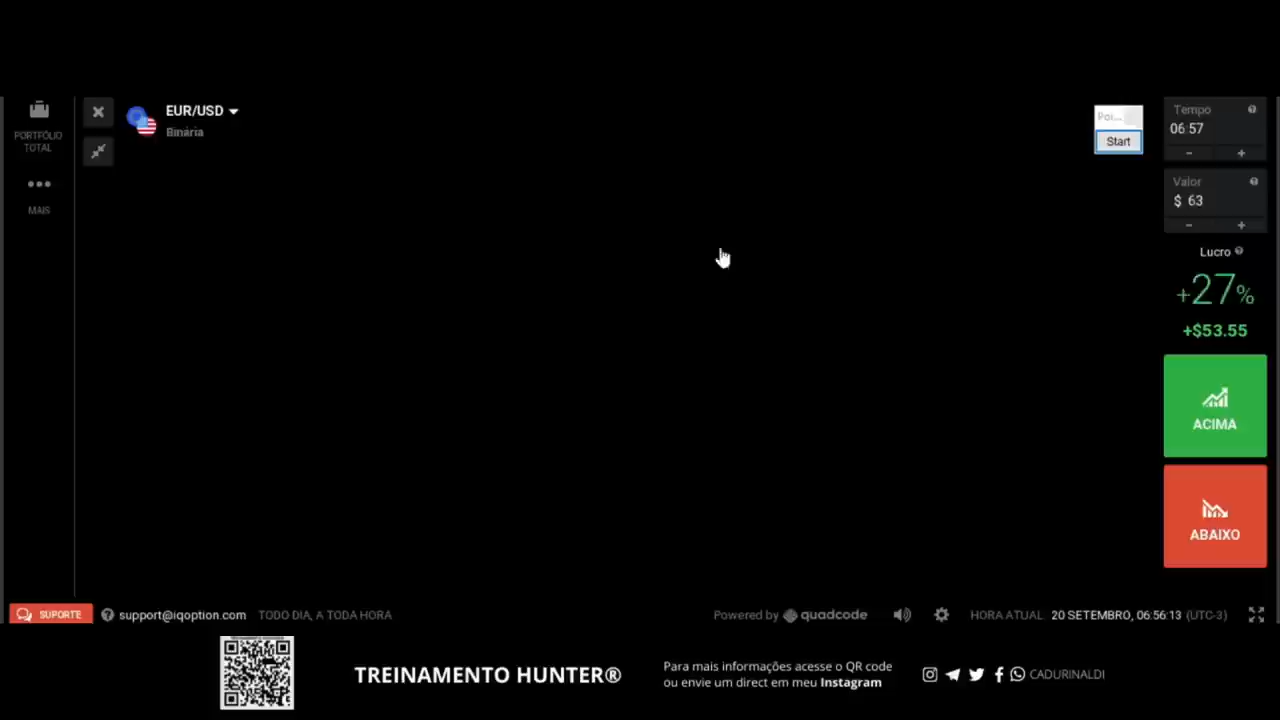 PORTFÓLIO
TOTAL
MAIS
EUR/USD
Binária
Start
Tempo
06:57
- +
Valor
$ 63
- +
Lucro
+27%
+$53.55
ACIMA
ABAIXO
SUPORTE
support@iqoption.com
TODO DIA, A TODA HORA
Powered by quadcode
HORA ATUAL 20 SETEMBRO, 06:56:13 (UTC-3)
TREINAMENTO HUNTER®
Para mais informações acesse o QR code
ou envie um direct em meu Instagram
CADURINALDI